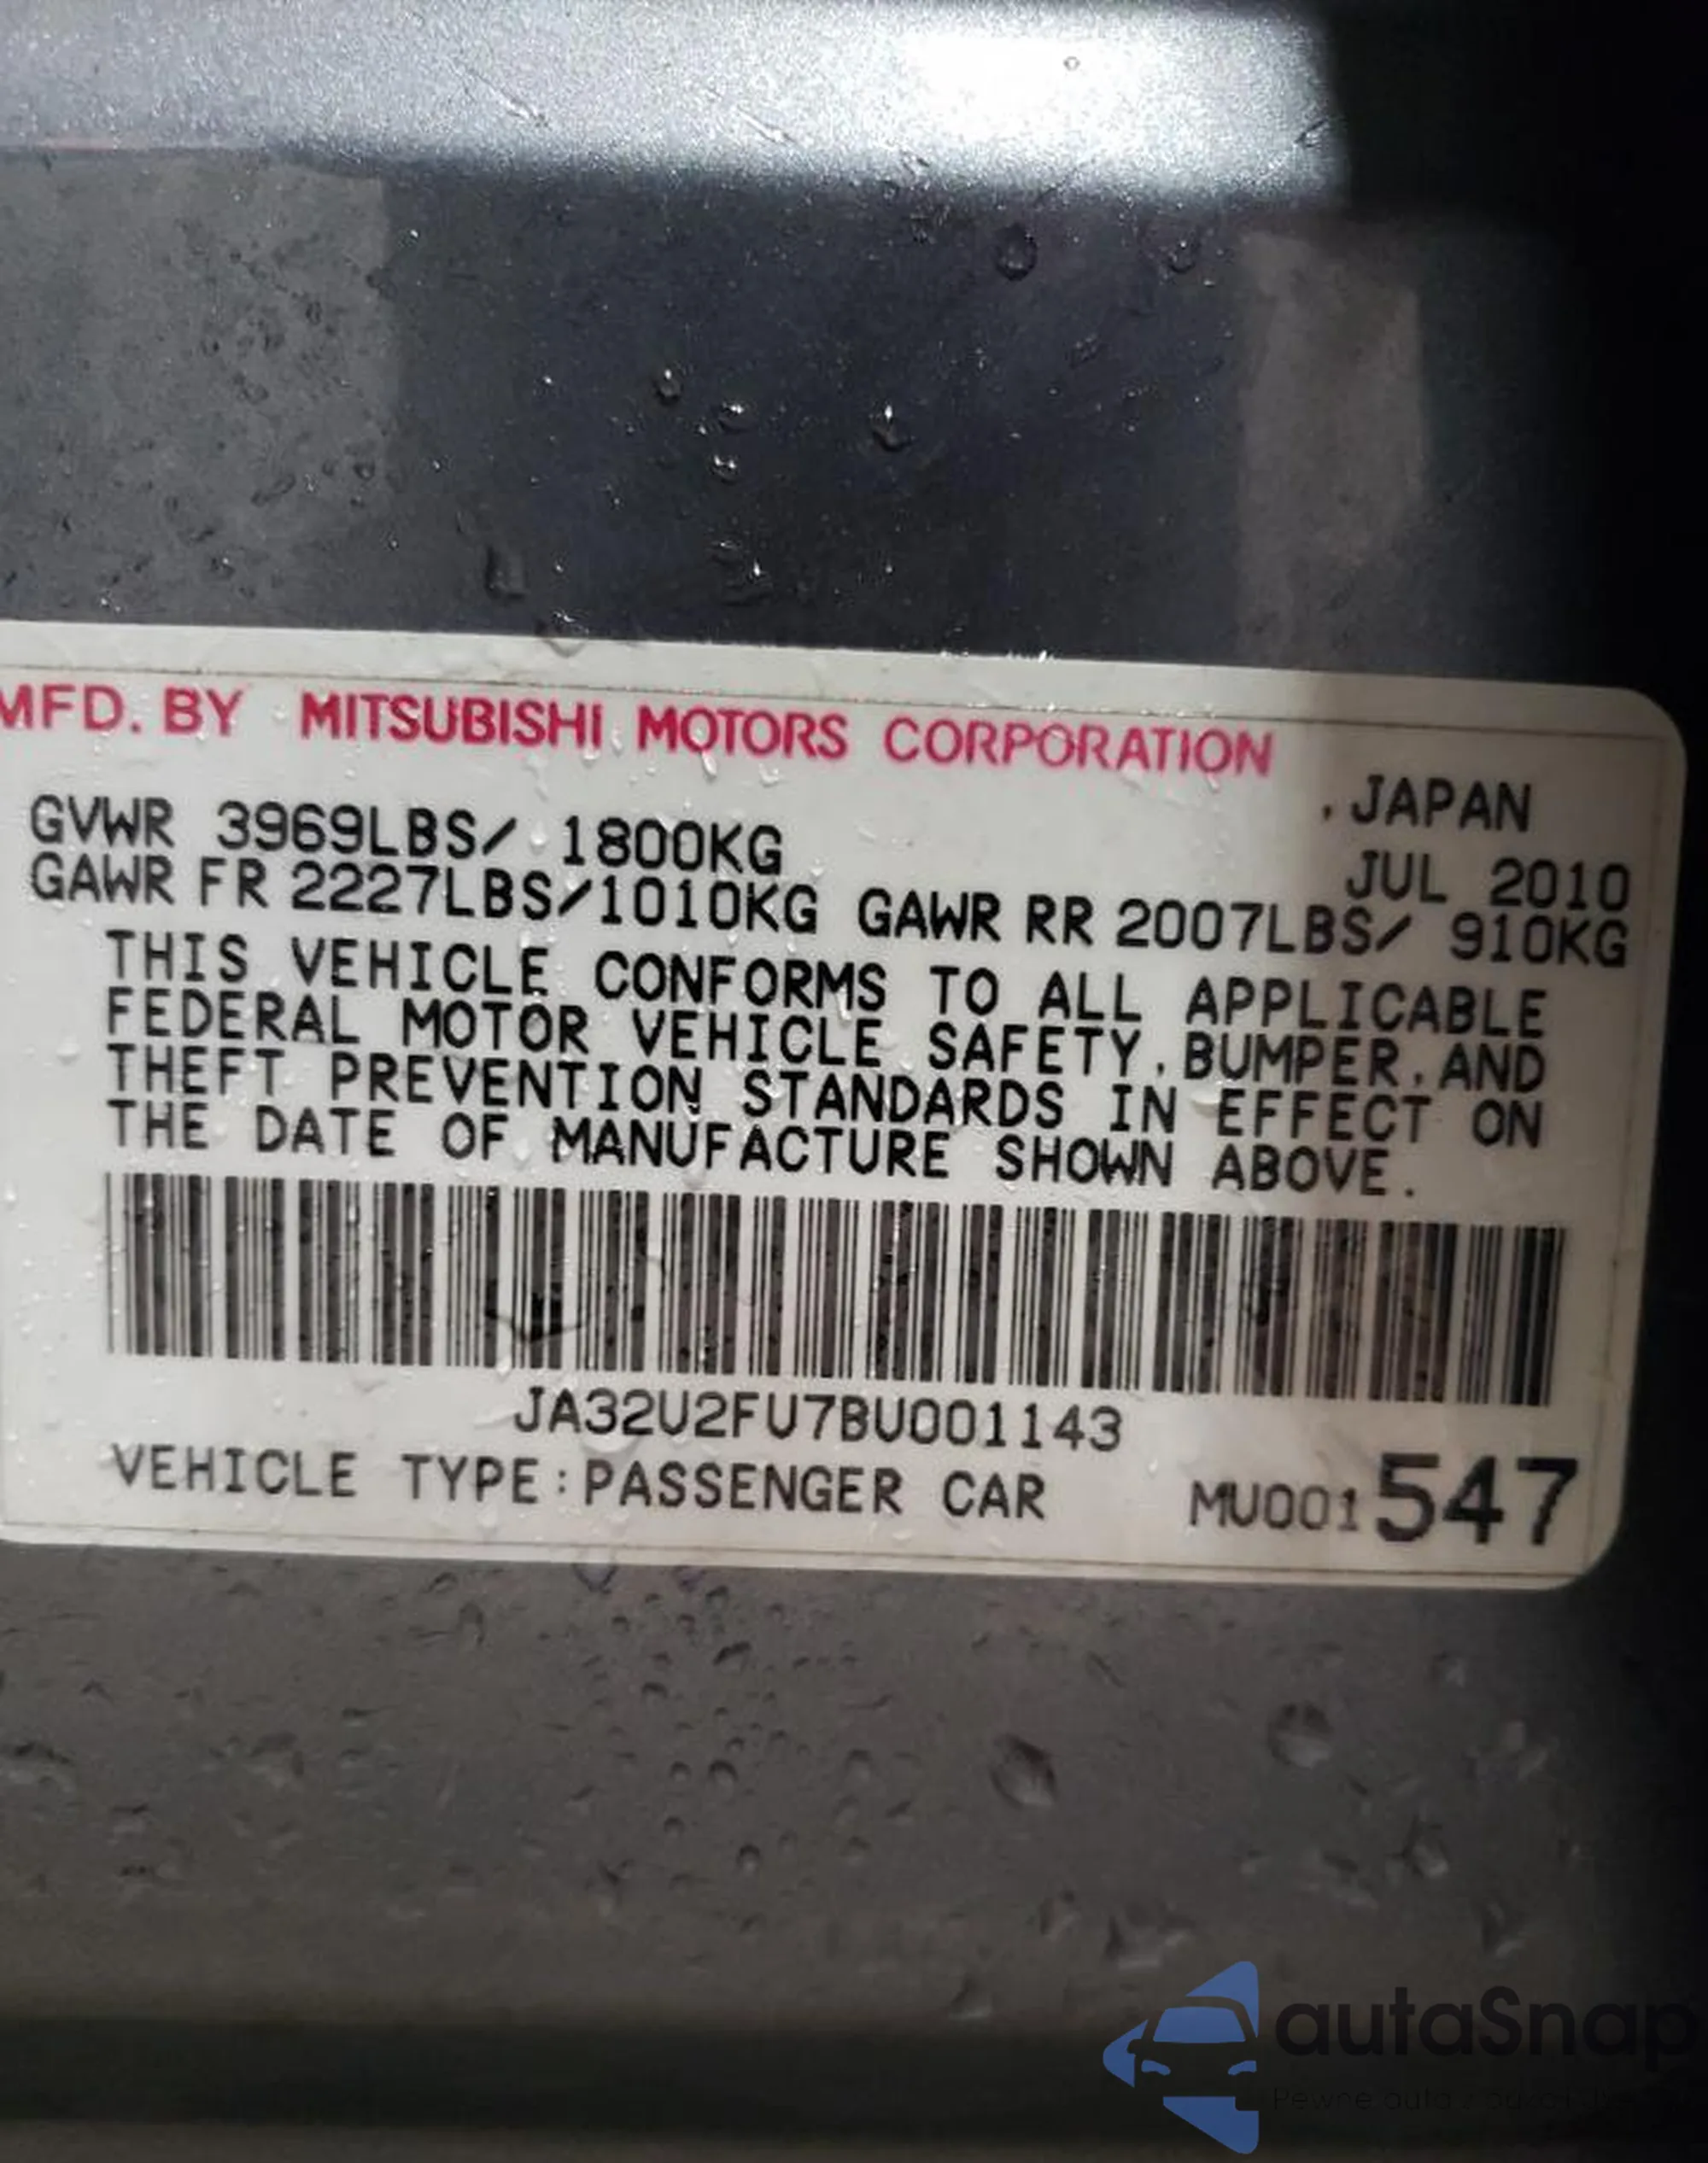 MFD. BY MITSUBISHI MOTORS CORPORATION
, JAPAN
GVWR 3969LBS/ 1800KG
JUL 2010
GAWR FR 2227LBS/1010KG GAWR RR 2007LBS/ 910KG
THIS VEHICLE CONFORMS TO ALL APPLICABLE
FEDERAL MOTOR VEHICLE SAFETY, BUMPER, AND
THEFT PREVENTION STANDARDS IN EFFECT ON
THE DATE OF MANUFACTURE SHOWN ABOVE.
JA32U2FU7BU001143
VEHICLE TYPE:PASSENGER CAR
MU001547
autaSnap
Pewne auta z